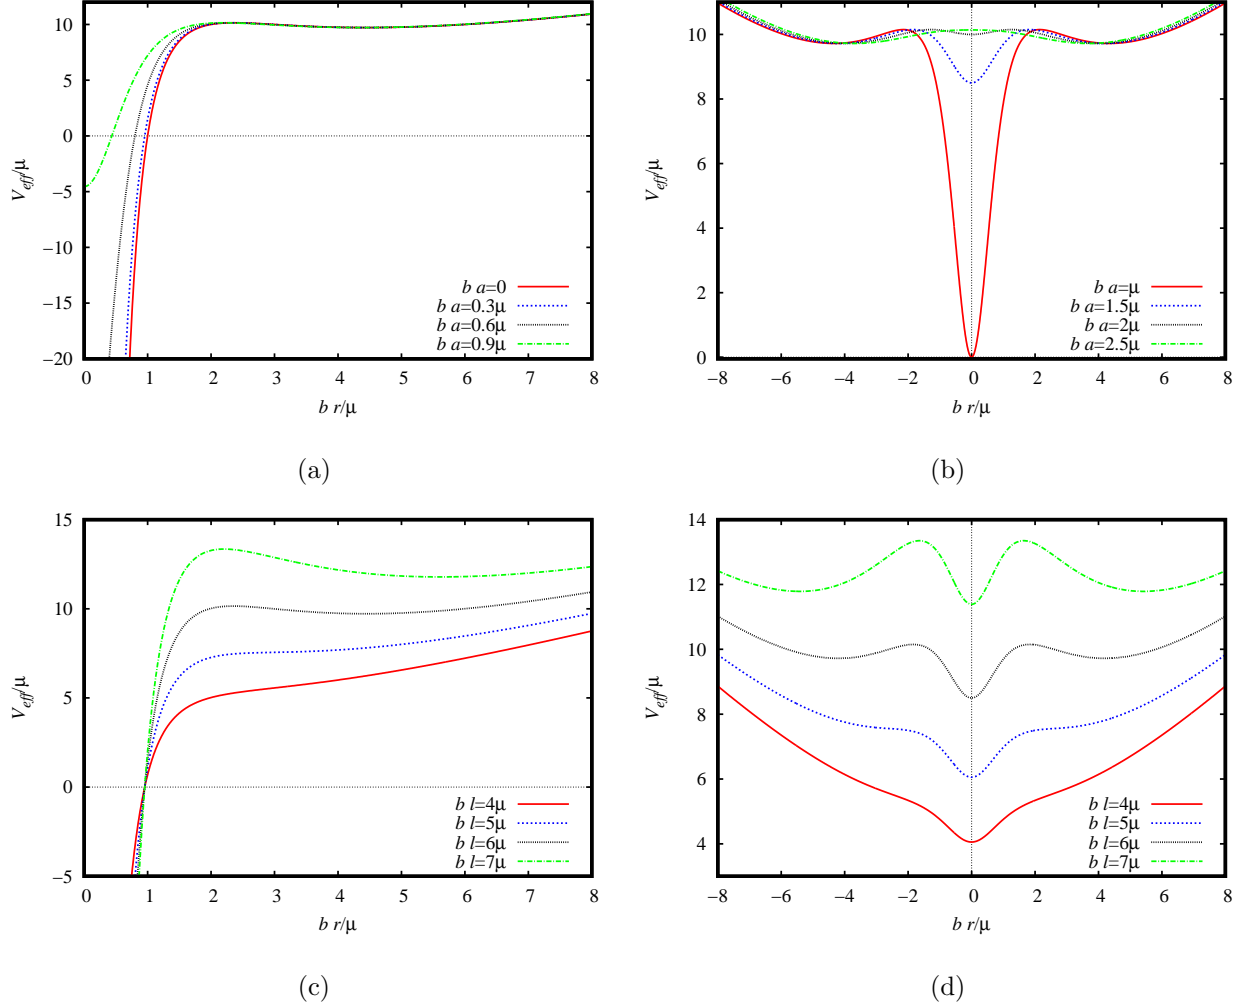 V_eff/μ
10
5
0
−5
−10
−15
−20
0 1 2 3 4 5 6 7 8
b r/μ
b a=0
b a=0.3μ
b a=0.6μ
b a=0.9μ
(a)
V_eff/μ
10
8
6
4
2
0
−8 −6 −4 −2 0 2 4 6 8
b r/μ
b a=μ
b a=1.5μ
b a=2μ
b a=2.5μ
(b)
V_eff/μ
15
10
5
0
−5
0 1 2 3 4 5 6 7 8
b r/μ
b l=4μ
b l=5μ
b l=6μ
b l=7μ
(c)
V_eff/μ
14
12
10
8
6
4
−8 −6 −4 −2 0 2 4 6 8
b r/μ
b l=4μ
b l=5μ
b l=6μ
b l=7μ
(d)